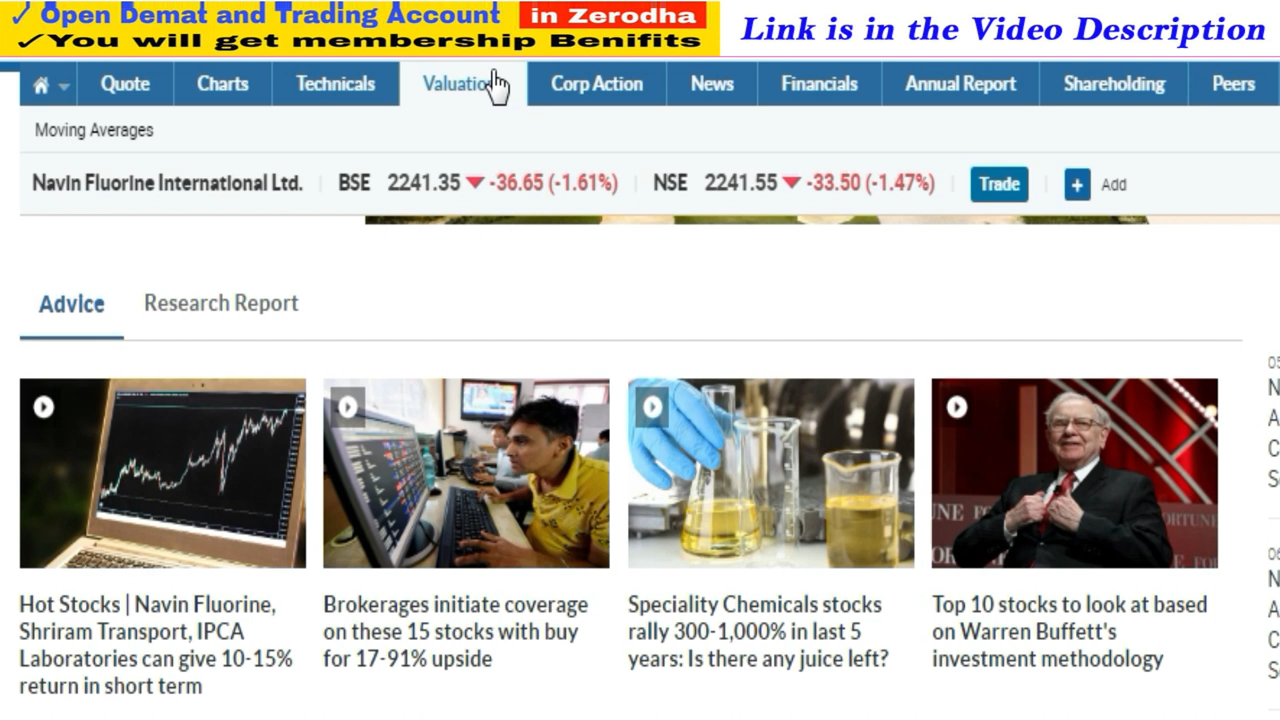 ✓ Open Demat and Trading Account in Zerodha
✓You will get membership Benifits
Link is in the Video Description
Quote Charts Technicals Valuation Corp Action News Financials Annual Report Shareholding Peers
Moving Averages
Navin Fluorine International Ltd. BSE 2241.35 ▼ -36.65 (-1.61%) NSE 2241.55 ▼ -33.50 (-1.47%) Trade + Add
Advice Research Report
Hot Stocks | Navin Fluorine,
Shriram Transport, IPCA
Laboratories can give 10-15%
return in short term
Brokerages initiate coverage
on these 15 stocks with buy
for 17-91% upside
Speciality Chemicals stocks
rally 300-1,000% in last 5
years: Is there any juice left?
Top 10 stocks to look at based
on Warren Buffett's
investment methodology